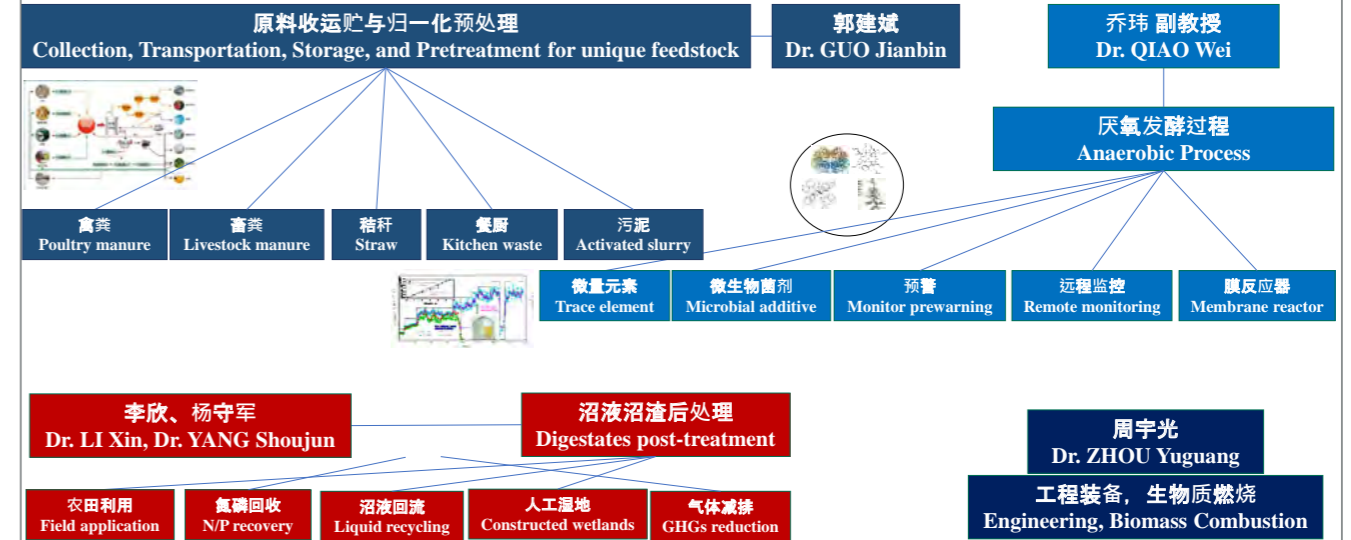 原料收运贮与归一化预处理
Collection, Transportation, Storage, and Pretreatment for unique feedstock
郭建斌
Dr. GUO Jianbin
乔玮 副教授
Dr. QIAO Wei
厌氧发酵过程
Anaerobic Process
禽粪
Poultry manure
畜粪
Livestock manure
秸秆
Straw
餐厨
Kitchen waste
污泥
Activated slurry
微量元素
Trace element
微生物菌剂
Microbial additive
预警
Monitor prewarning
远程监控
Remote monitoring
膜反应器
Membrane reactor
李欣、杨守军
Dr. LI Xin, Dr. YANG Shoujun
沼液沼渣后处理
Digestates post-treatment
周宇光
Dr. ZHOU Yuguang
工程装备，生物质燃烧
Engineering, Biomass Combustion
农田利用
Field application
氮磷回收
N/P recovery
沼液回流
Liquid recycling
人工湿地
Constructed wetlands
气体减排
GHGs reduction